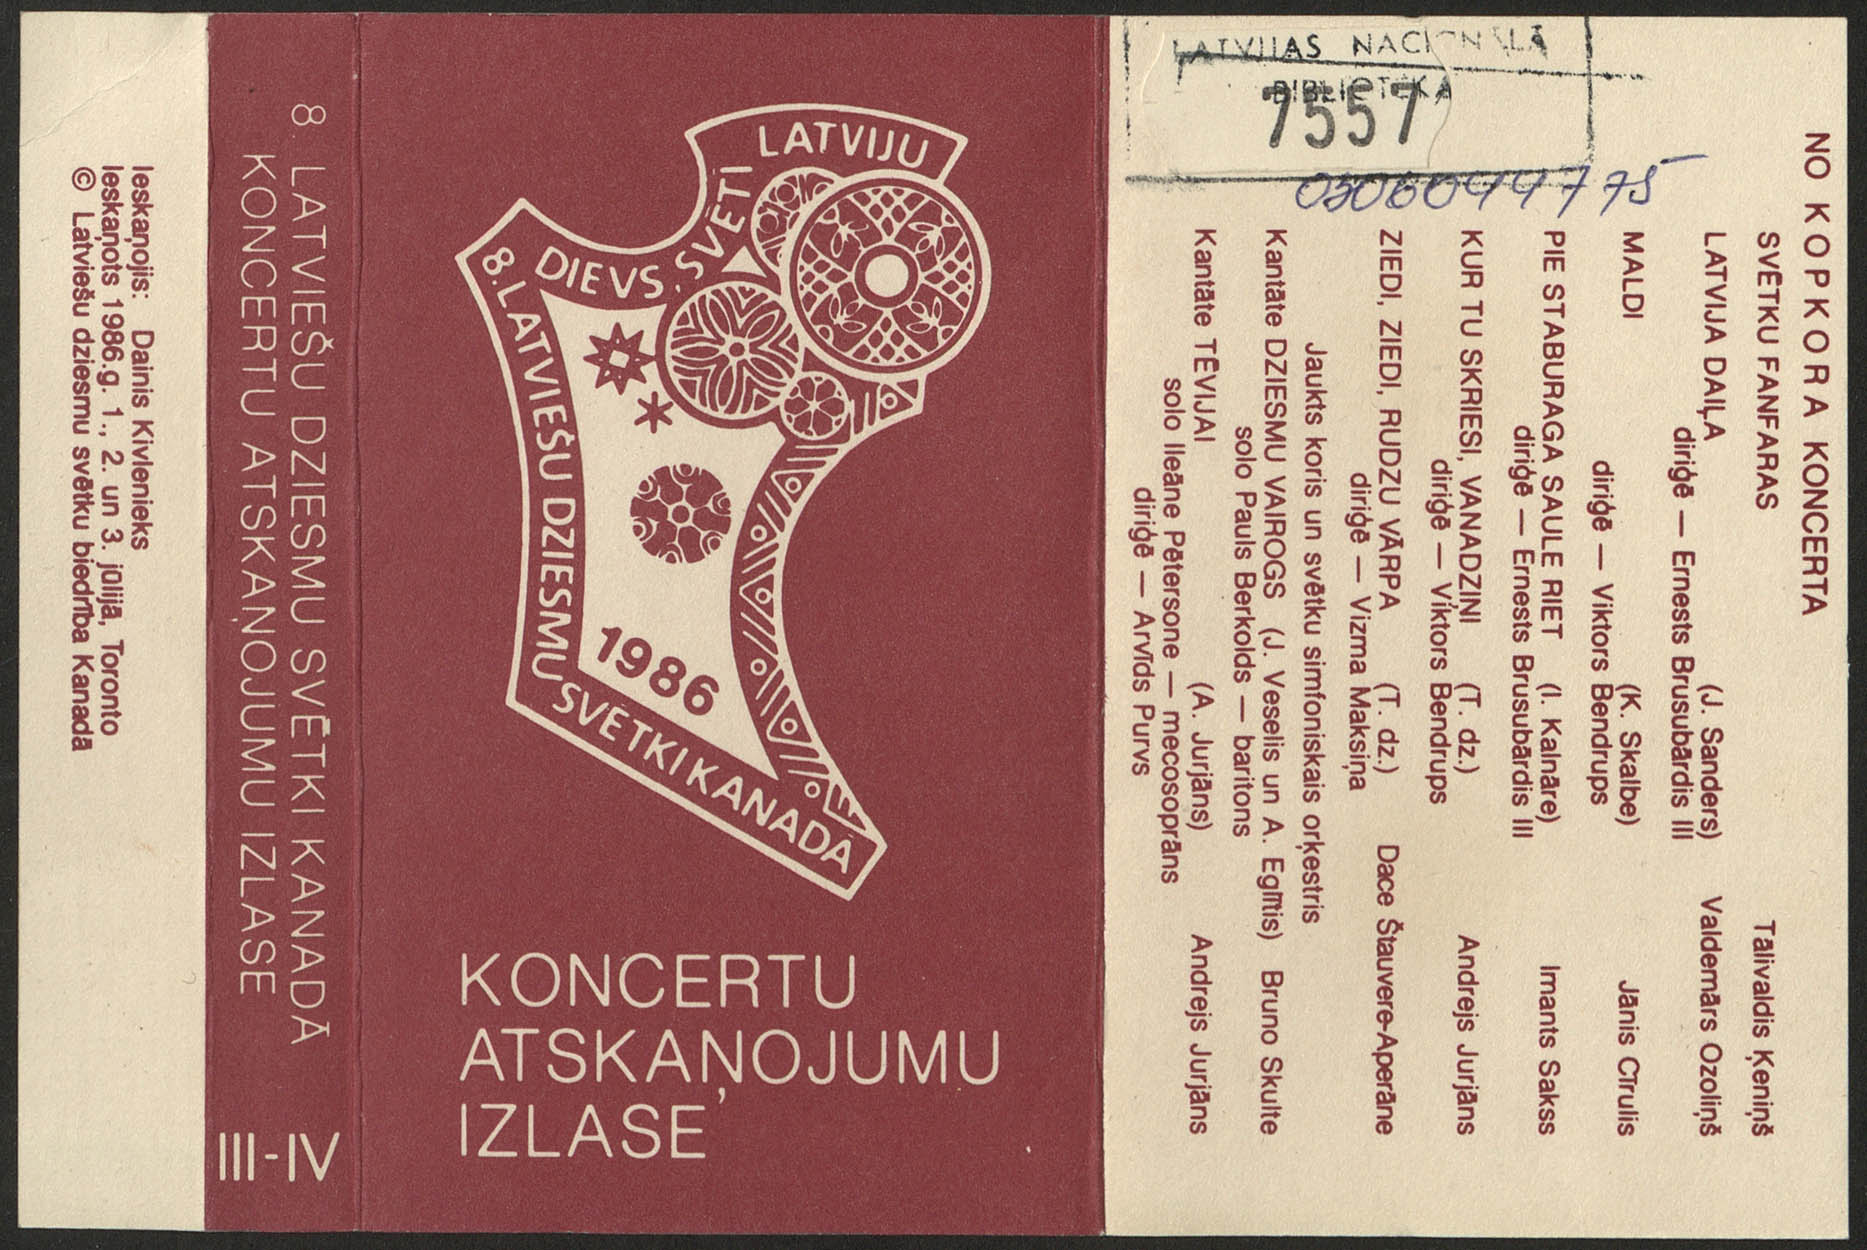 Ieskaņojis: Dainis Kivlenieks
Ieskaņots 1986.g. 1., 2. un 3. jūlijā, Toronto
© Latviešu dziesmu svētku biedrība Kanadā
8. LATVIEŠU DZIESMU SVĒTKI KANADĀ
KONCERTU ATSKAŅOJUMU IZLASE
III-IV
DIEVS, SVĒTĪ LATVIJU
8. LATVIEŠU DZIESMU SVĒTKI KANADĀ
1986
KONCERTU
ATSKAŅOJUMU
IZLASE
LATVIJAS NACIONĀLĀ
BIBLIOTĒKA
7557
0306044775
NO KOPKORA KONCERTA
SVĒTKU FANFARAS Tālivaldis Ķeniņš
LATVIJA DAIĻA (J. Sanders) Valdemārs Ozoliņš
diriģē — Ernests Brusubārdis III
MALDI (K. Skalbe) Jānis Cīrulis
diriģē — Viktors Bendrups
PIE STABURAGA SAULE RIET (I. Kalnāre) Imants Sakss
diriģē — Ernests Brusubārdis III
KUR TU SKRIESI, VANADZIŅI (T. dz.) Andrejs Jurjāns
diriģē — Viktors Bendrups
ZIEDI, ZIEDI, RUDZU VĀRPA (T. dz.) Dace Štauvere-Aperāne
diriģē — Vizma Maksiņa
Jaukts koris un svētku simfoniskais orķestris
Kantāte DZIESMU VAIROGS (J. Veselis un A. Eglītis) Bruno Skulte
solo Pauls Berkolds — baritons
Kantāte TĒVIJAI (A. Jurjāns) Andrejs Jurjāns
solo Ileāne Pētersone — mecosoprāns
diriģē — Arvīds Purvs